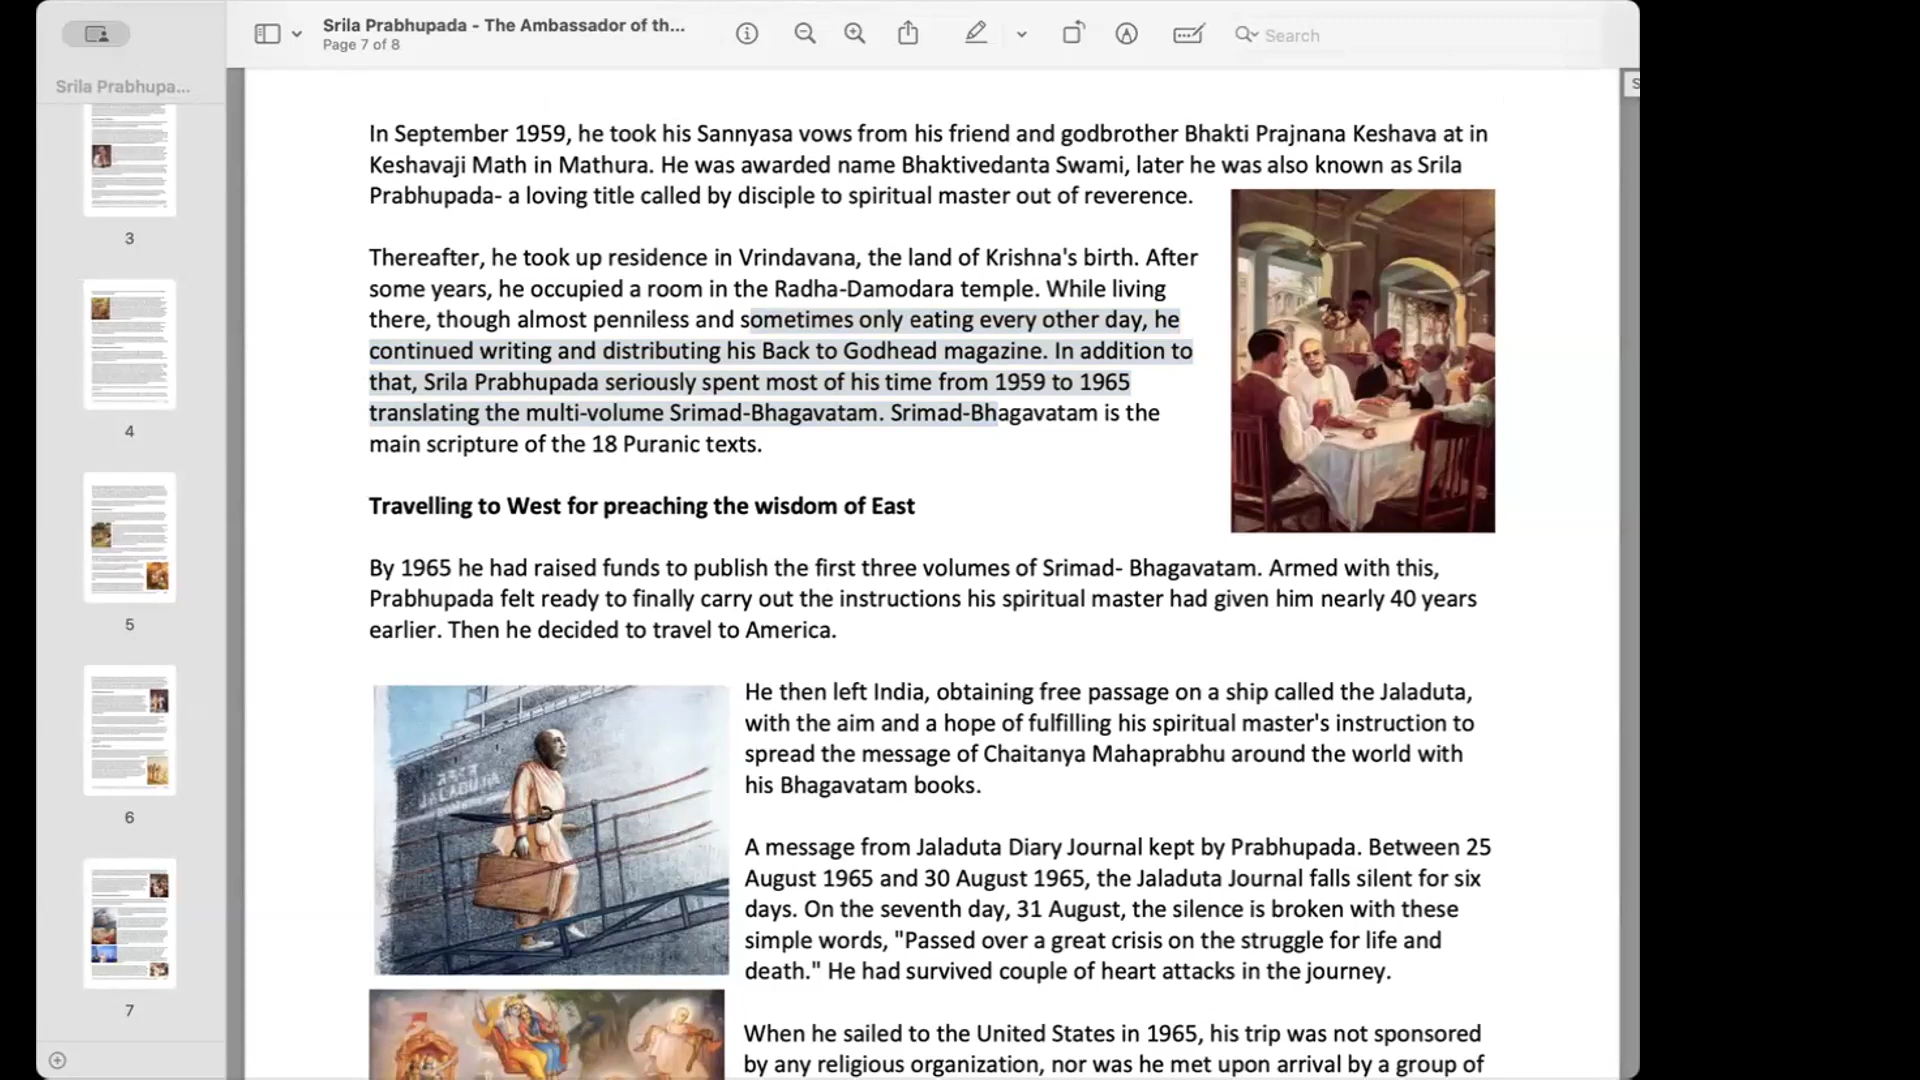 Srila Prabhupada - The Ambassador of th...
Page 7 of 8
Search
Srila Prabhupa...
3
4
5
6
7
In September 1959, he took his Sannyasa vows from his friend and godbrother Bhakti Prajnana Keshava at in
Keshavaji Math in Mathura. He was awarded name Bhaktivedanta Swami, later he was also known as Srila
Prabhupada- a loving title called by disciple to spiritual master out of reverence.
Thereafter, he took up residence in Vrindavana, the land of Krishna's birth. After
some years, he occupied a room in the Radha-Damodara temple. While living
there, though almost penniless and sometimes only eating every other day, he
continued writing and distributing his Back to Godhead magazine. In addition to
that, Srila Prabhupada seriously spent most of his time from 1959 to 1965
translating the multi-volume Srimad-Bhagavatam. Srimad-Bhagavatam is the
main scripture of the 18 Puranic texts.
Travelling to West for preaching the wisdom of East
By 1965 he had raised funds to publish the first three volumes of Srimad- Bhagavatam. Armed with this,
Prabhupada felt ready to finally carry out the instructions his spiritual master had given him nearly 40 years
earlier. Then he decided to travel to America.
JALADUTA
He then left India, obtaining free passage on a ship called the Jaladuta,
with the aim and a hope of fulfilling his spiritual master's instruction to
spread the message of Chaitanya Mahaprabhu around the world with
his Bhagavatam books.
A message from Jaladuta Diary Journal kept by Prabhupada. Between 25
August 1965 and 30 August 1965, the Jaladuta Journal falls silent for six
days. On the seventh day, 31 August, the silence is broken with these
simple words, "Passed over a great crisis on the struggle for life and
death." He had survived couple of heart attacks in the journey.
When he sailed to the United States in 1965, his trip was not sponsored
by any religious organization, nor was he met upon arrival by a group of